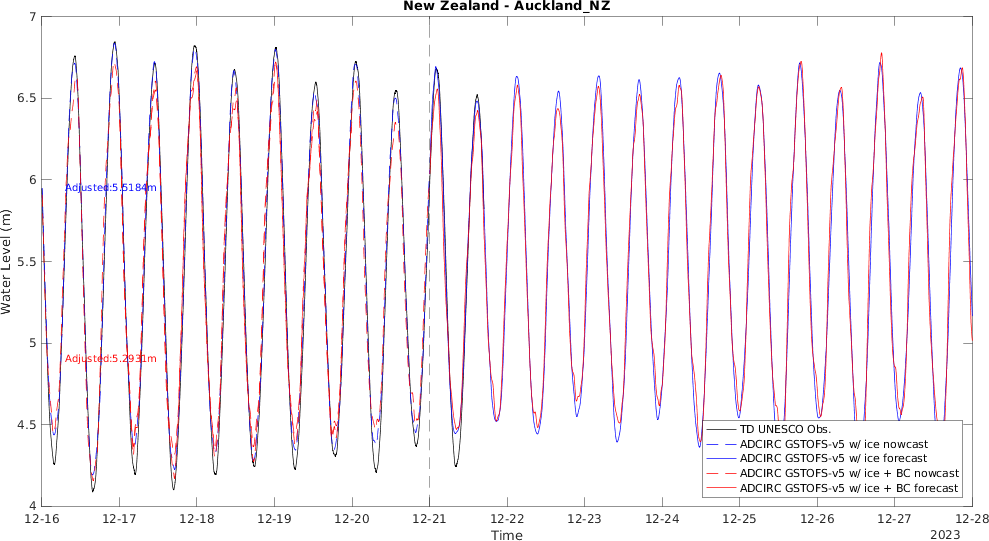 New Zealand - Auckland_NZ
7
6.5
6
5.5
5
4.5
4
Water Level (m)
Adjusted:5.5184m
Adjusted:5.2931m
TD UNESCO Obs.
ADCIRC GSTOFS-v5 w/ ice nowcast
ADCIRC GSTOFS-v5 w/ ice forecast
ADCIRC GSTOFS-v5 w/ ice + BC nowcast
ADCIRC GSTOFS-v5 w/ ice + BC forecast
12-16 12-17 12-18 12-19 12-20 12-21 12-22 12-23 12-24 12-25 12-26 12-27 12-28
Time
2023